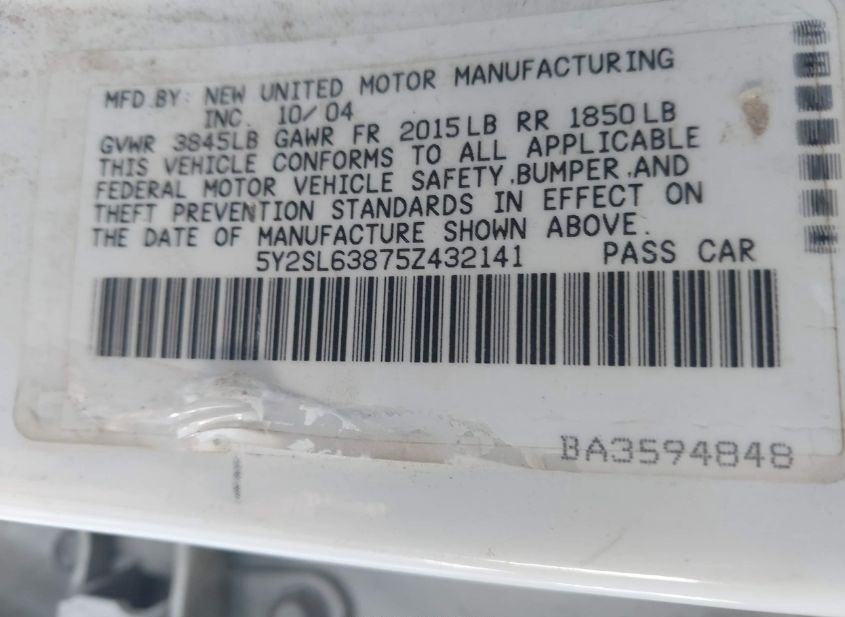 MFD.BY: NEW UNITED MOTOR MANUFACTURING
INC. 10/04
GVWR 3845LB GAWR FR 2015LB RR 1850LB
THIS VEHICLE CONFORMS TO ALL APPLICABLE
FEDERAL MOTOR VEHICLE SAFETY,BUMPER,AND
THEFT PREVENTION STANDARDS IN EFFECT ON
THE DATE OF MANUFACTURE SHOWN ABOVE.
5Y2SL63875Z432141 PASS CAR
BA3594848